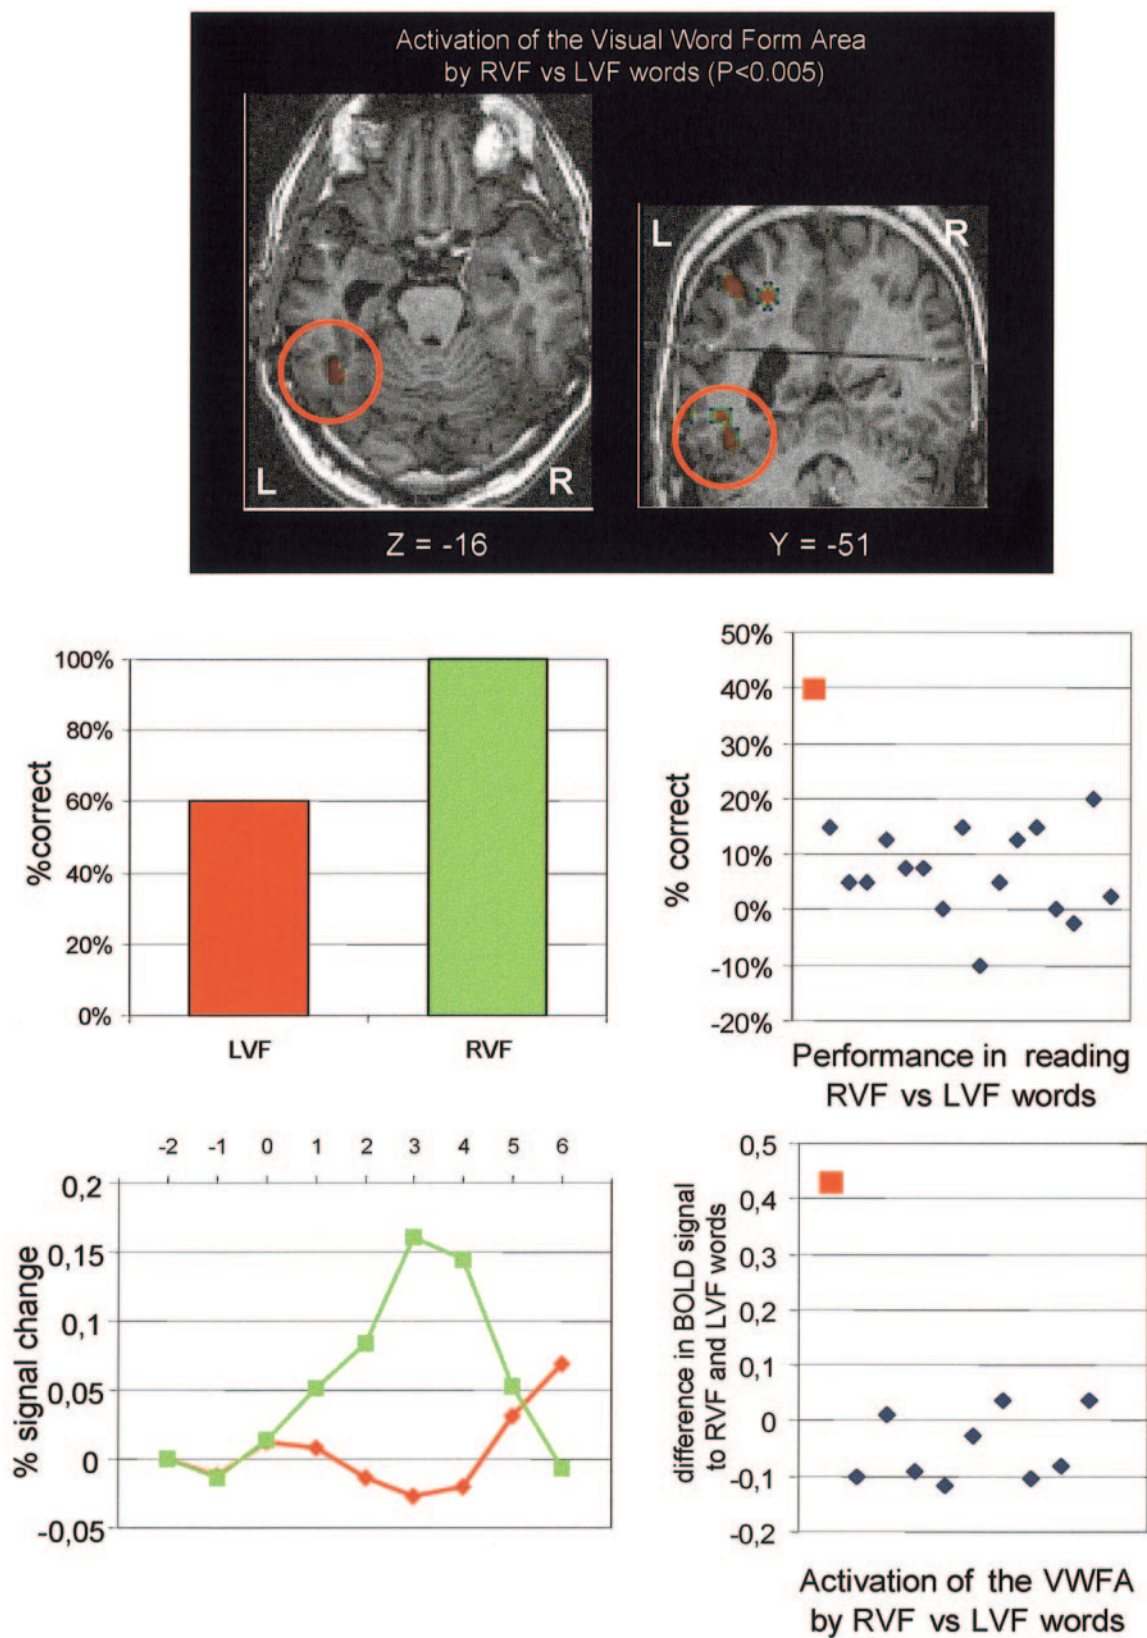 Activation of the Visual Word Form Area
by RVF vs LVF words (P<0.005)
L
R
L
R
Z = -16
Y = -51
%correct
100%
80%
60%
40%
20%
0%
LVF
RVF
% correct
50%
40%
30%
20%
10%
0%
-10%
-20%
Performance in reading
RVF vs LVF words
-2 -1 0 1 2 3 4 5 6
% signal change
0,2
0,15
0,1
0,05
0
-0,05
difference in BOLD signal
to RVF and LVF words
0,5
0,4
0,3
0,2
0,1
0
-0,1
-0,2
Activation of the VWFA
by RVF vs LVF words